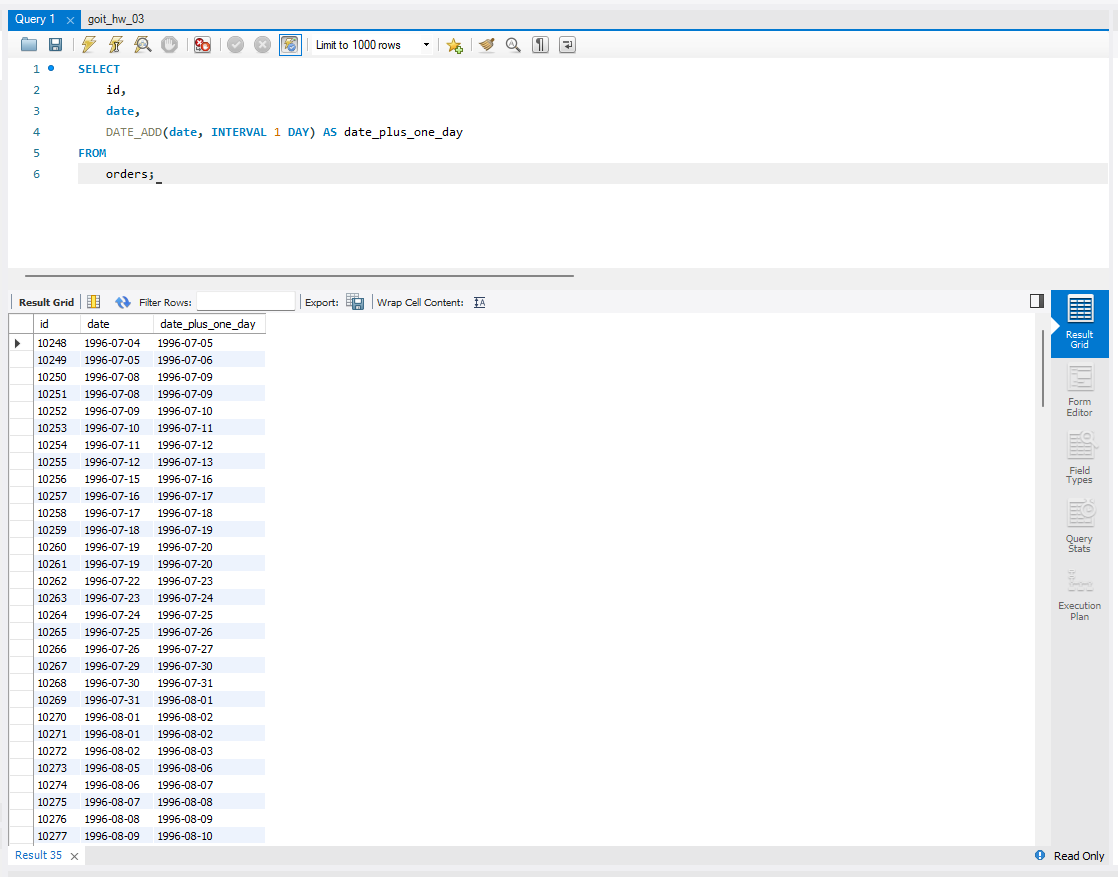 Query 1 goit_hw_03
Limit to 1000 rows
1 SELECT
2 id,
3 date,
4 DATE_ADD(date, INTERVAL 1 DAY) AS date_plus_one_day
5 FROM
6 orders;
Result Grid Filter Rows: Export: Wrap Cell Content: IA
id date date_plus_one_day
10248 1996-07-04 1996-07-05
10249 1996-07-05 1996-07-06
10250 1996-07-08 1996-07-09
10251 1996-07-08 1996-07-09
10252 1996-07-09 1996-07-10
10253 1996-07-10 1996-07-11
10254 1996-07-11 1996-07-12
10255 1996-07-12 1996-07-13
10256 1996-07-15 1996-07-16
10257 1996-07-16 1996-07-17
10258 1996-07-17 1996-07-18
10259 1996-07-18 1996-07-19
10260 1996-07-19 1996-07-20
10261 1996-07-19 1996-07-20
10262 1996-07-22 1996-07-23
10263 1996-07-23 1996-07-24
10264 1996-07-24 1996-07-25
10265 1996-07-25 1996-07-26
10266 1996-07-26 1996-07-27
10267 1996-07-29 1996-07-30
10268 1996-07-30 1996-07-31
10269 1996-07-31 1996-08-01
10270 1996-08-01 1996-08-02
10271 1996-08-01 1996-08-02
10272 1996-08-02 1996-08-03
10273 1996-08-05 1996-08-06
10274 1996-08-06 1996-08-07
10275 1996-08-07 1996-08-08
10276 1996-08-08 1996-08-09
10277 1996-08-09 1996-08-10
Result
Grid
Form
Editor
Field
Types
Query
Stats
Execution
Plan
Result 35
Read Only